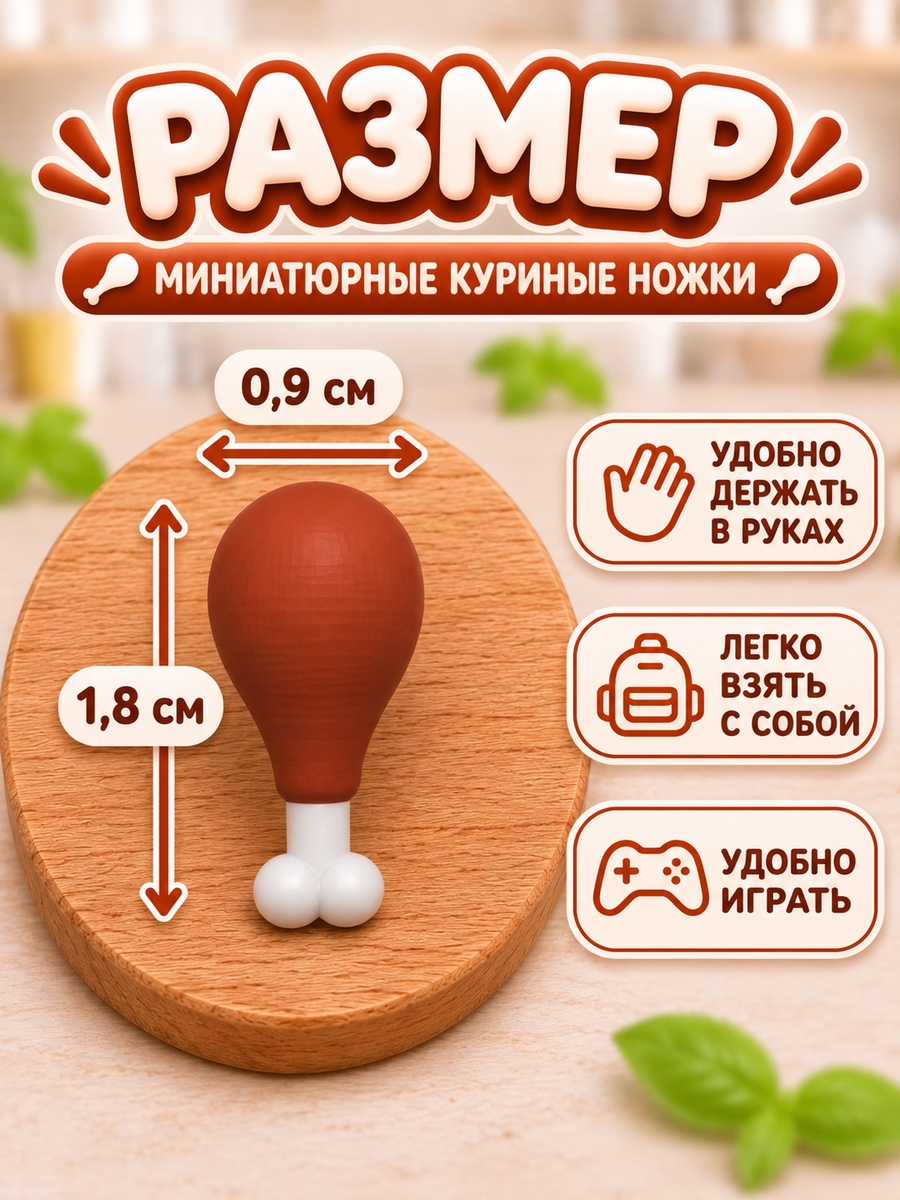 РАЗМЕР
МИНИАТЮРНЫЕ КУРИНЫЕ НОЖКИ
0,9 см
1,8 см
УДОБНО
ДЕРЖАТЬ
В РУКАХ
ЛЕГКО
ВЗЯТЬ
С СОБОЙ
УДОБНО
ИГРАТЬ